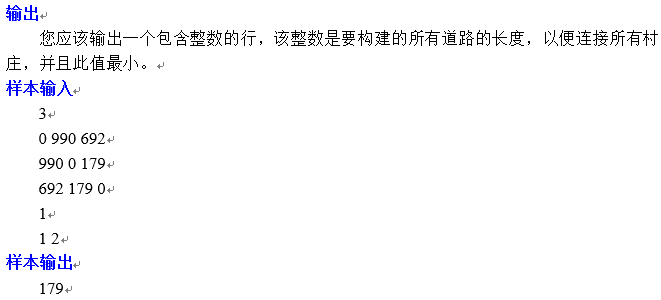 输出
您应该输出一个包含整数的行，该整数是要构建的所有道路的长度，以便连接所有村
庄，并且此值最小。
样本输入
3
0 990 692
990 0 179
692 179 0
1
1 2
样本输出
179